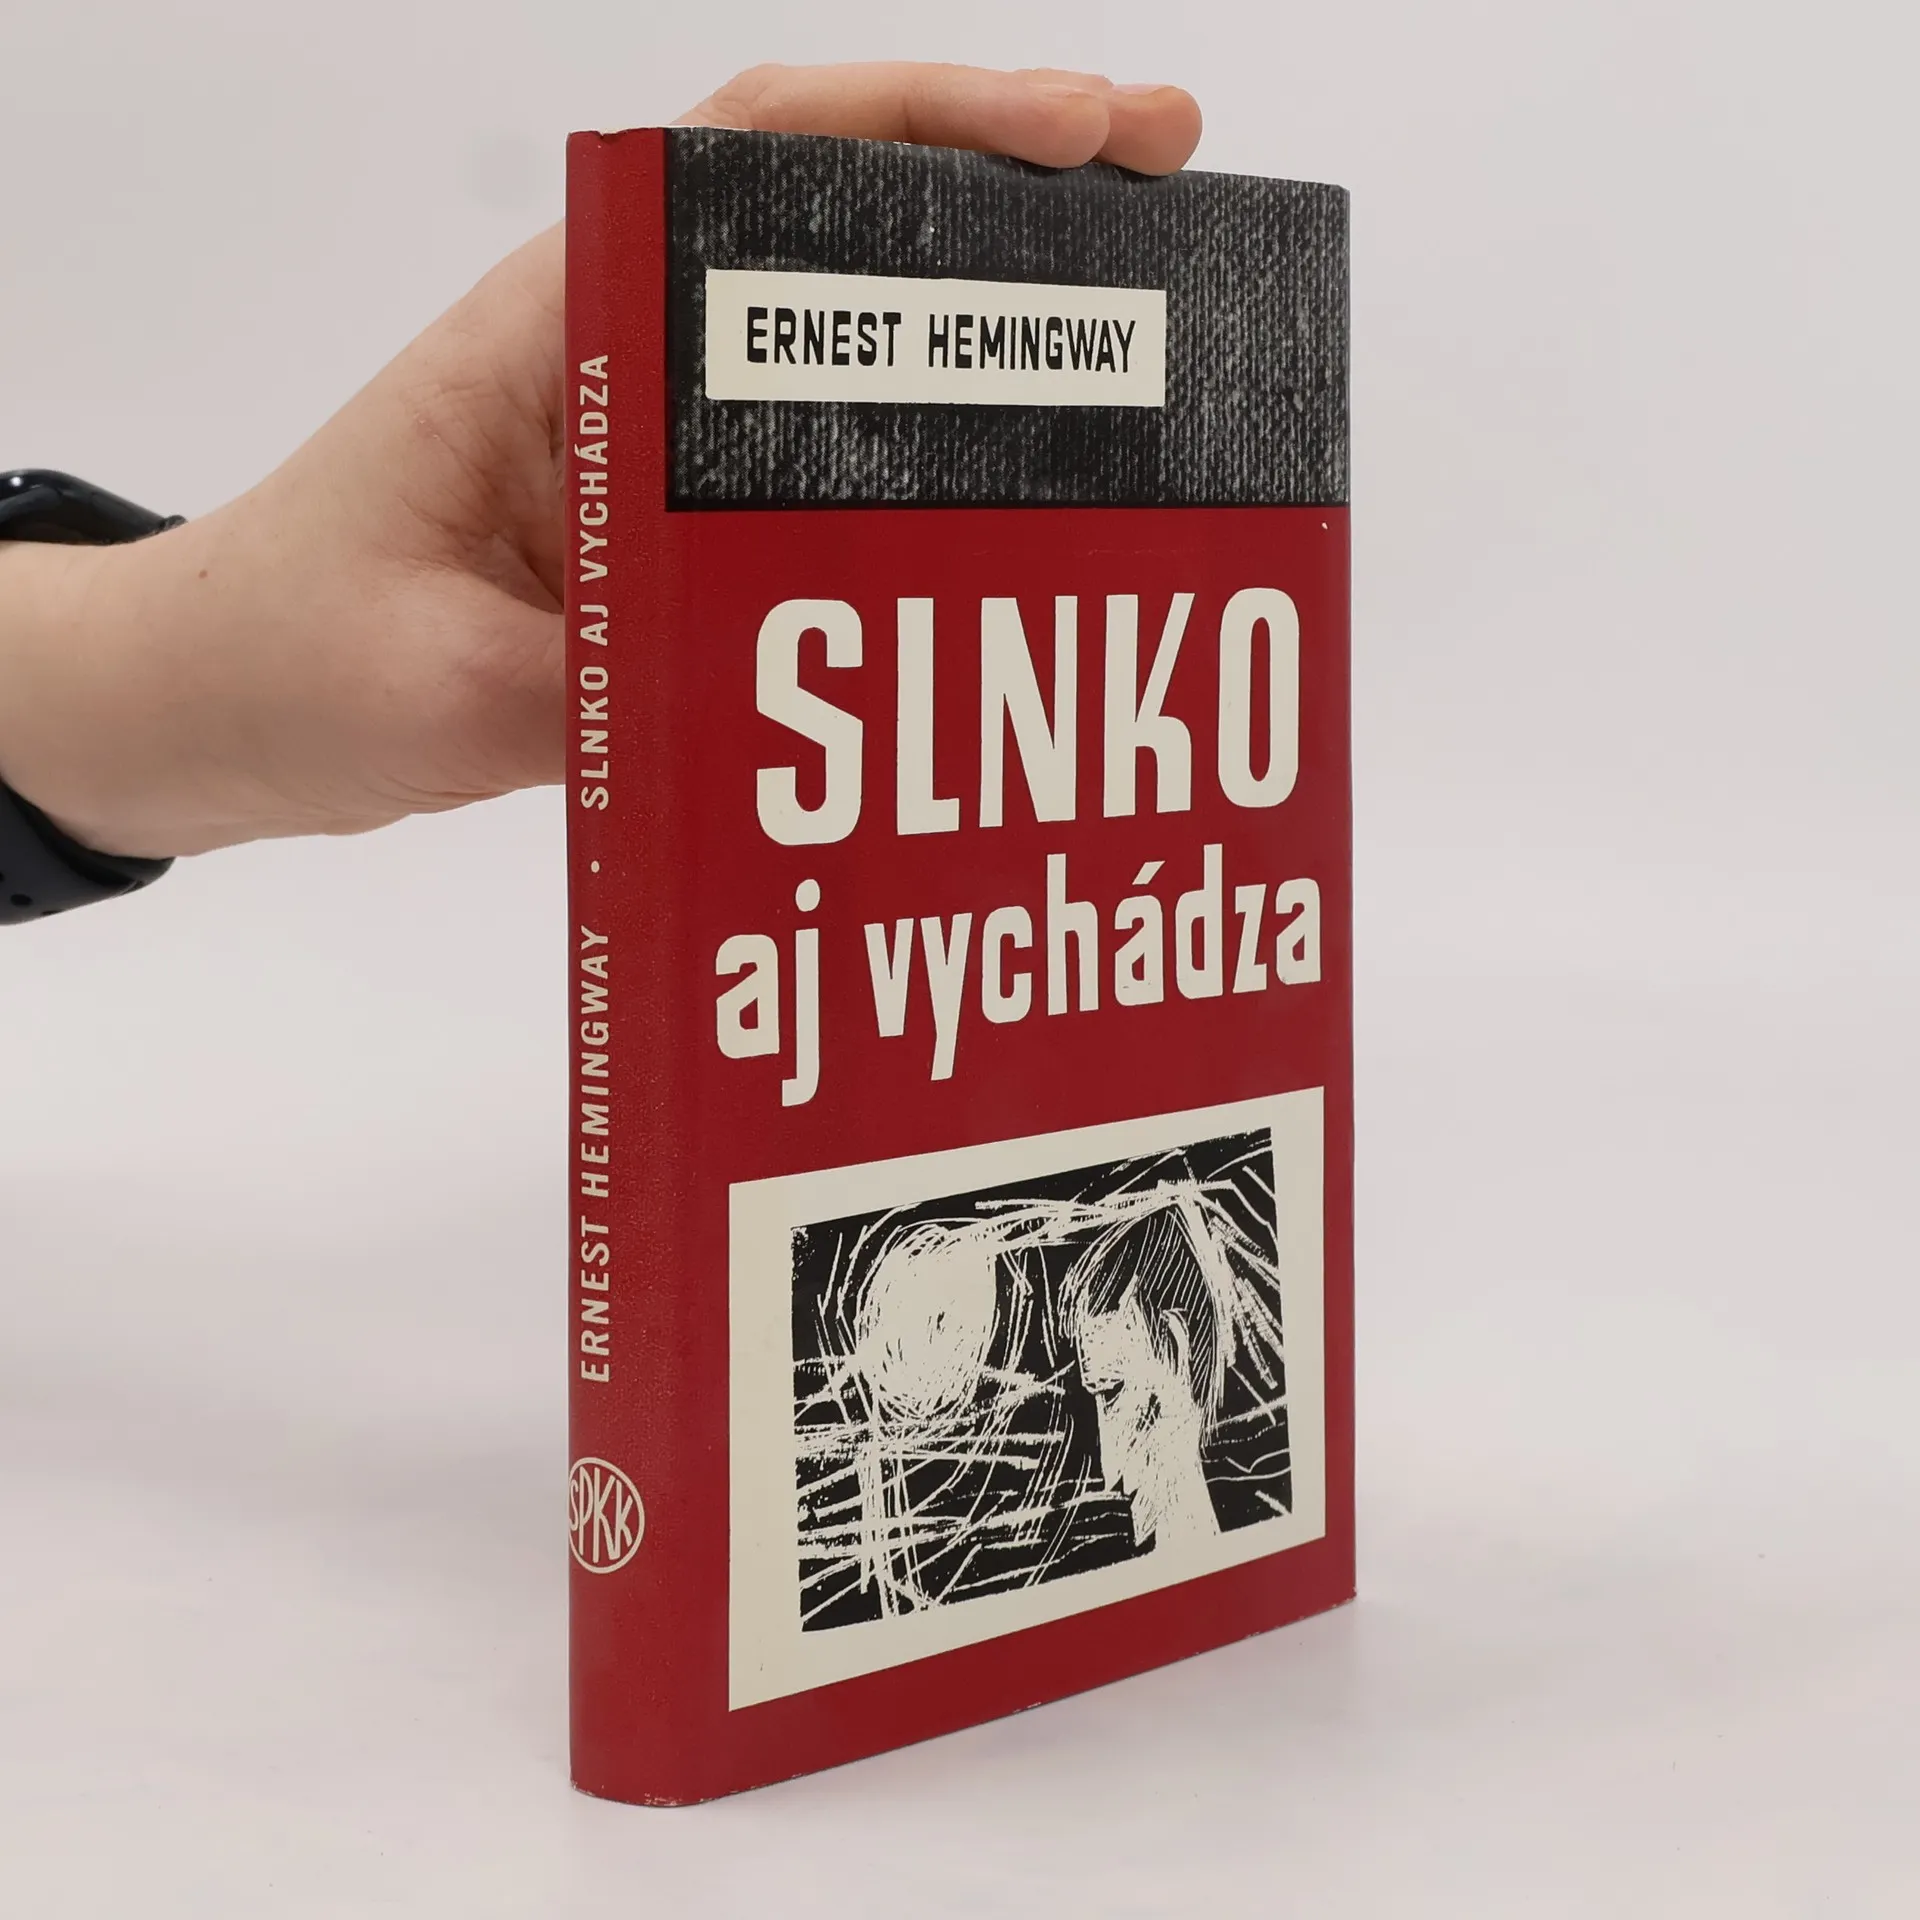 ERNEST HEMINGWAY
SLNKO
aj vychádza
ERNEST HEMINGWAY • SLNKO AJ VYCHÁDZA
SPKK